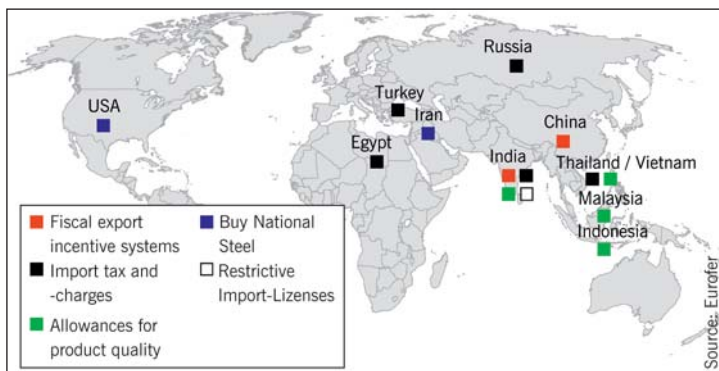 Russia
USA
Turkey
Iran
China
Egypt
India
Thailand / Vietnam
Malaysia
Indonesia
Fiscal export
incentive systems
Buy National
Steel
Import tax and
-charges
Restrictive
Import-Lizenses
Allowances for
product quality
Source: Eurofer